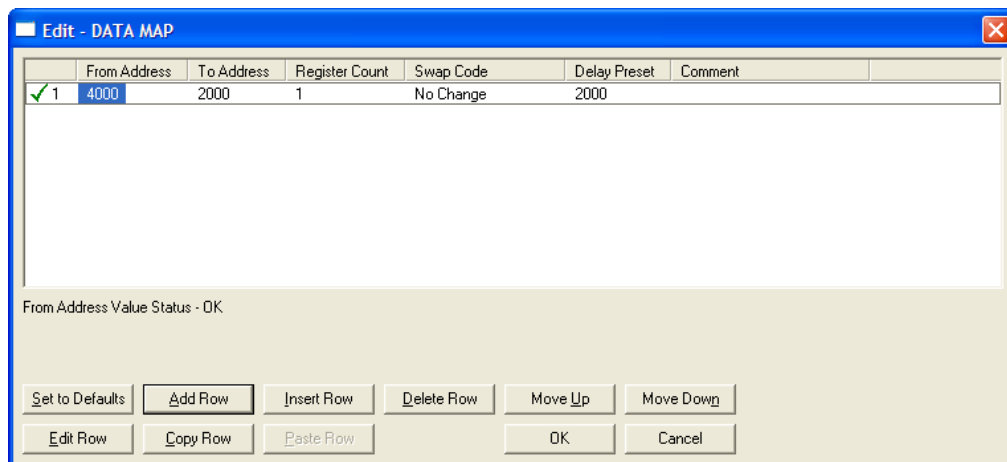 Edit - DATA MAP
From Address To Address Register Count Swap Code Delay Preset Comment
1 4000 2000 1 No Change 2000
From Address Value Status - OK
Set to Defaults Add Row Insert Row Delete Row Move Up Move Down
Edit Row Copy Row Paste Row OK Cancel